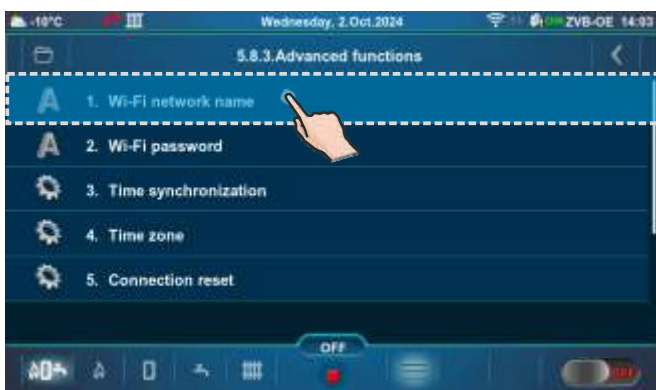 -10°C Wednesday, 2.Oct.2024 ZVB-OE 14:03
5.8.3.Advanced functions
1. Wi-Fi network name
2. Wi-Fi password
3. Time synchronization
4. Time zone
5. Connection reset
OFF
OFF